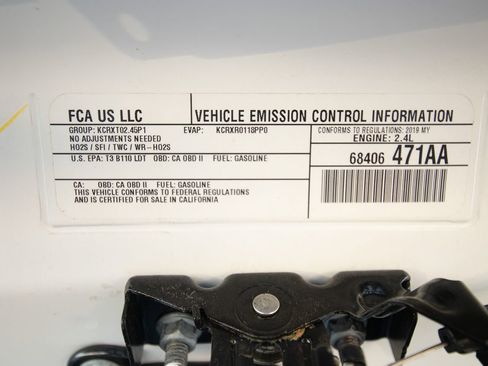 FCA US LLC VEHICLE EMISSION CONTROL INFORMATION
GROUP: KCRXT02.45P1 EVAP: KCRXR0118PP0 CONFORMS TO REGULATIONS: 2019 MY
NO ADJUSTMENTS NEEDED ENGINE: 2.4L
HO2S / SFI / TWC / WR-HO2S
68406 471AA
U.S. EPA: T3 B110 LDT OBD: CA OBD II FUEL: GASOLINE
CA: OBD: CA OBD II FUEL: GASOLINE
THIS VEHICLE CONFORMS TO FEDERAL REGULATIONS
AND IS CERTIFIED FOR SALE IN CALIFORNIA